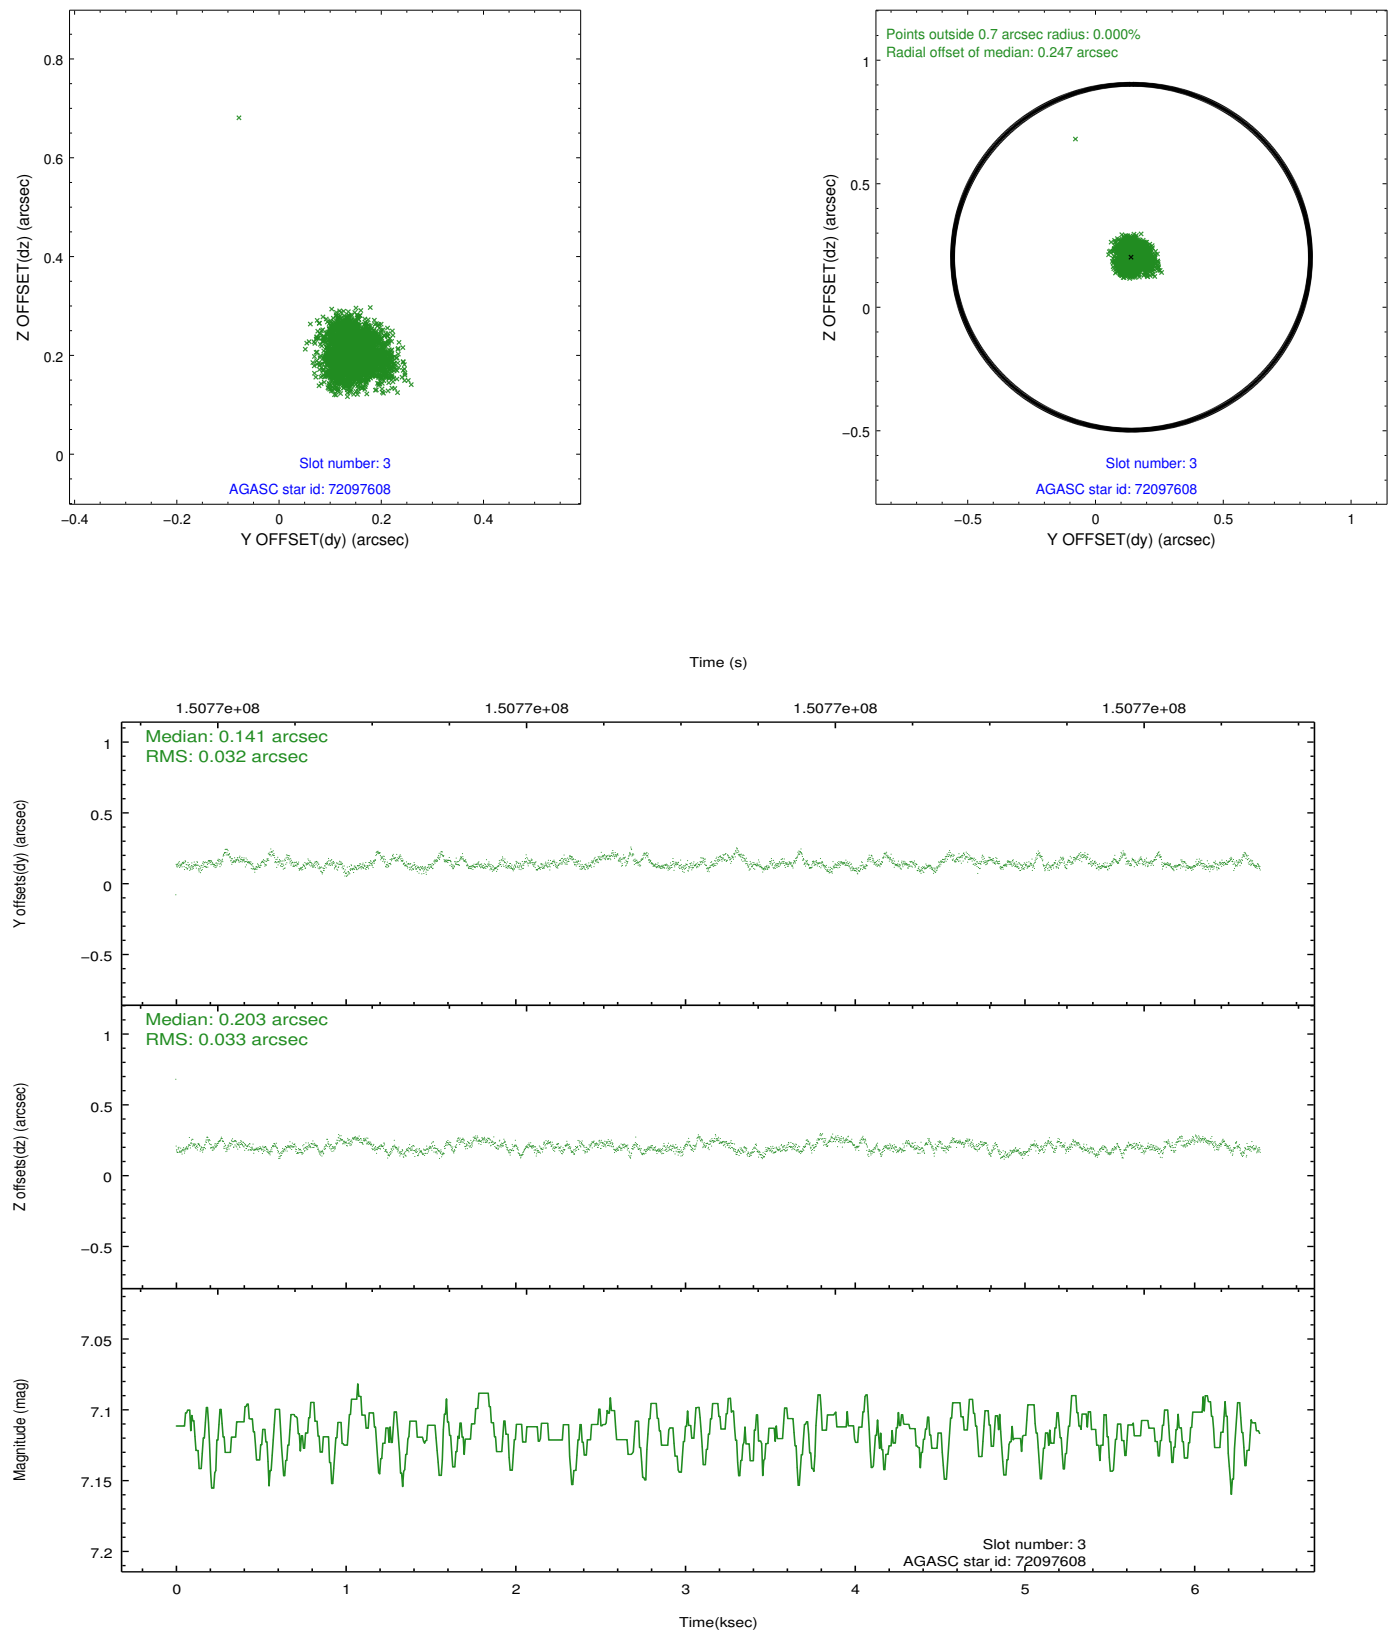 0.8
0.6
0.4
0.2
0
Z OFFSET(dz) (arcsec)
Slot number: 3
AGASC star id: 72097608
−0.4 −0.2 0 0.2 0.4
Y OFFSET(dy) (arcsec)
Points outside 0.7 arcsec radius: 0.000%
Radial offset of median: 0.247 arcsec
1
0.5
0
−0.5
Z OFFSET(dz) (arcsec)
Slot number: 3
AGASC star id: 72097608
−0.5 0 0.5 1
Y OFFSET(dy) (arcsec)
Time (s)
1.5077e+08 1.5077e+08 1.5077e+08 1.5077e+08
Median: 0.141 arcsec
RMS: 0.032 arcsec
1
0.5
0
−0.5
Y offsets(dy) (arcsec)
Median: 0.203 arcsec
RMS: 0.033 arcsec
1
0.5
0
−0.5
Z offsets(dz) (arcsec)
7.05
7.1
7.15
7.2
Magnitude (mag)
Slot number: 3
AGASC star id: 72097608
0 1 2 3 4 5 6
Time(ksec)